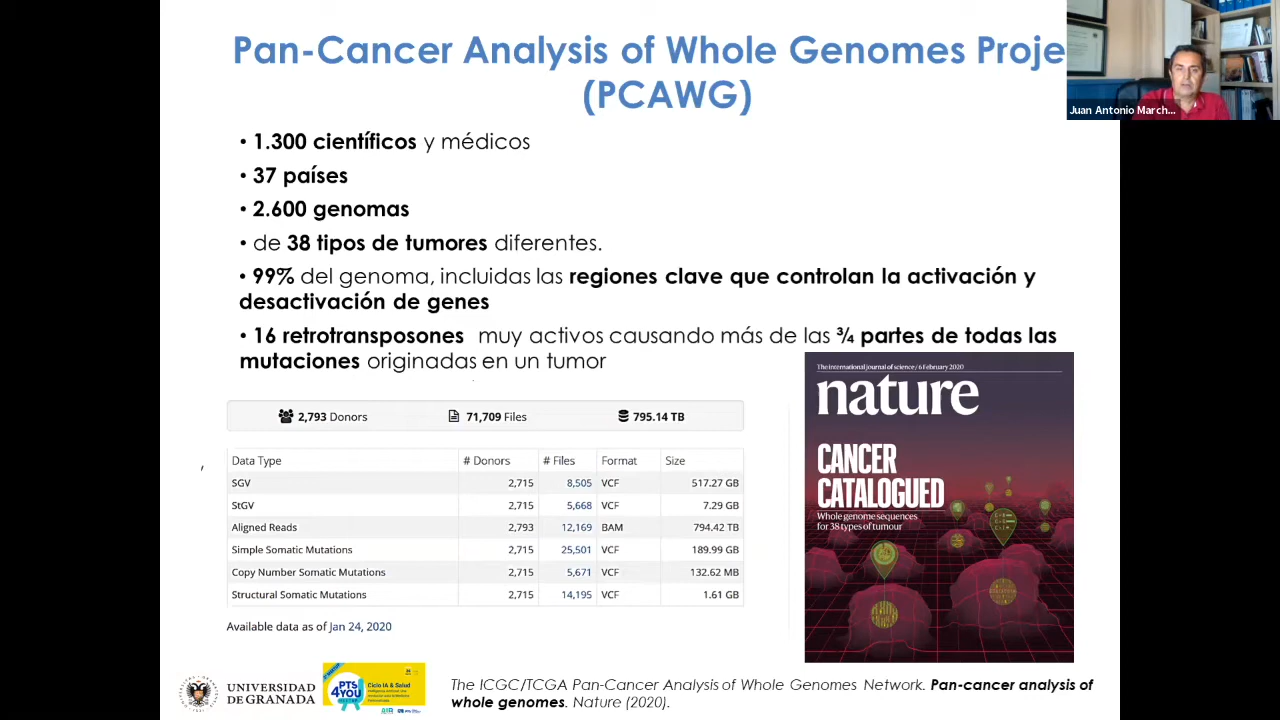 Pan-Cancer Analysis of Whole Genomes Proje
(PCAWG)
Juan Antonio March...
• 1.300 científicos y médicos
• 37 países
• 2.600 genomas
• de 38 tipos de tumores diferentes.
• 99% del genoma, incluidas las regiones clave que controlan la activación y
desactivación de genes
• 16 retrotransposones muy activos causando más de las ¾ partes de todas las
mutaciones originadas en un tumor
2,793 Donors 71,709 Files 795.14 TB
Data Type # Donors # Files Format Size
SGV 2,715 8,505 VCF 517.27 GB
StGV 2,715 5,668 VCF 7.29 GB
Aligned Reads 2,793 12,169 BAM 794.42 TB
Simple Somatic Mutations 2,715 25,501 VCF 189.99 GB
Copy Number Somatic Mutations 2,715 5,671 VCF 132.62 MB
Structural Somatic Mutations 2,715 14,195 VCF 1.61 GB
Available data as of Jan 24, 2020
The international journal of science / 6 February 2020
nature
CANCER
CATALOGUED
Whole genome sequences
for 38 types of tumour
UNIVERSIDAD
DE GRANADA
PTS
4YOU
Ciclo IA & Salud
The ICGC/TCGA Pan-Cancer Analysis of Whole Genomes Network. Pan-cancer analysis of
whole genomes. Nature (2020).